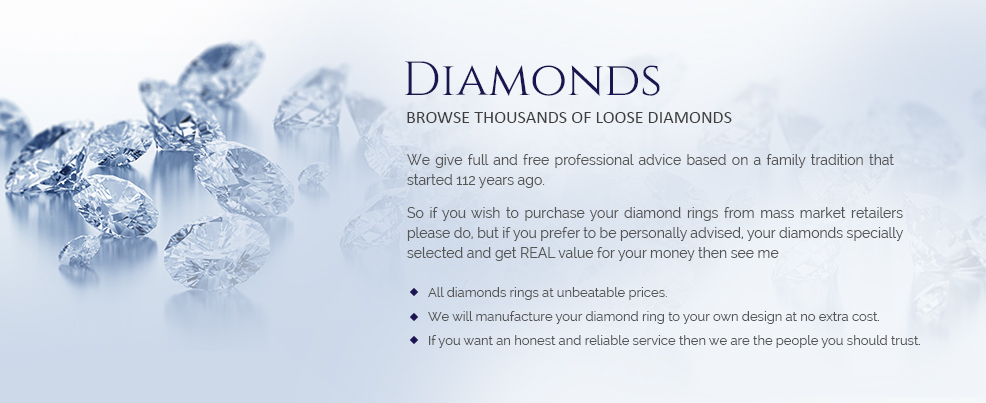 DIAMONDS
BROWSE THOUSANDS OF LOOSE DIAMONDS
We give full and free professional advice based on a family tradition that
started 112 years ago.
So if you wish to purchase your diamond rings from mass market retailers
please do, but if you prefer to be personally advised, your diamonds specially
selected and get REAL value for your money then see me
All diamonds rings at unbeatable prices.
We will manufacture your diamond ring to your own design at no extra cost.
If you want an honest and reliable service then we are the people you should trust.